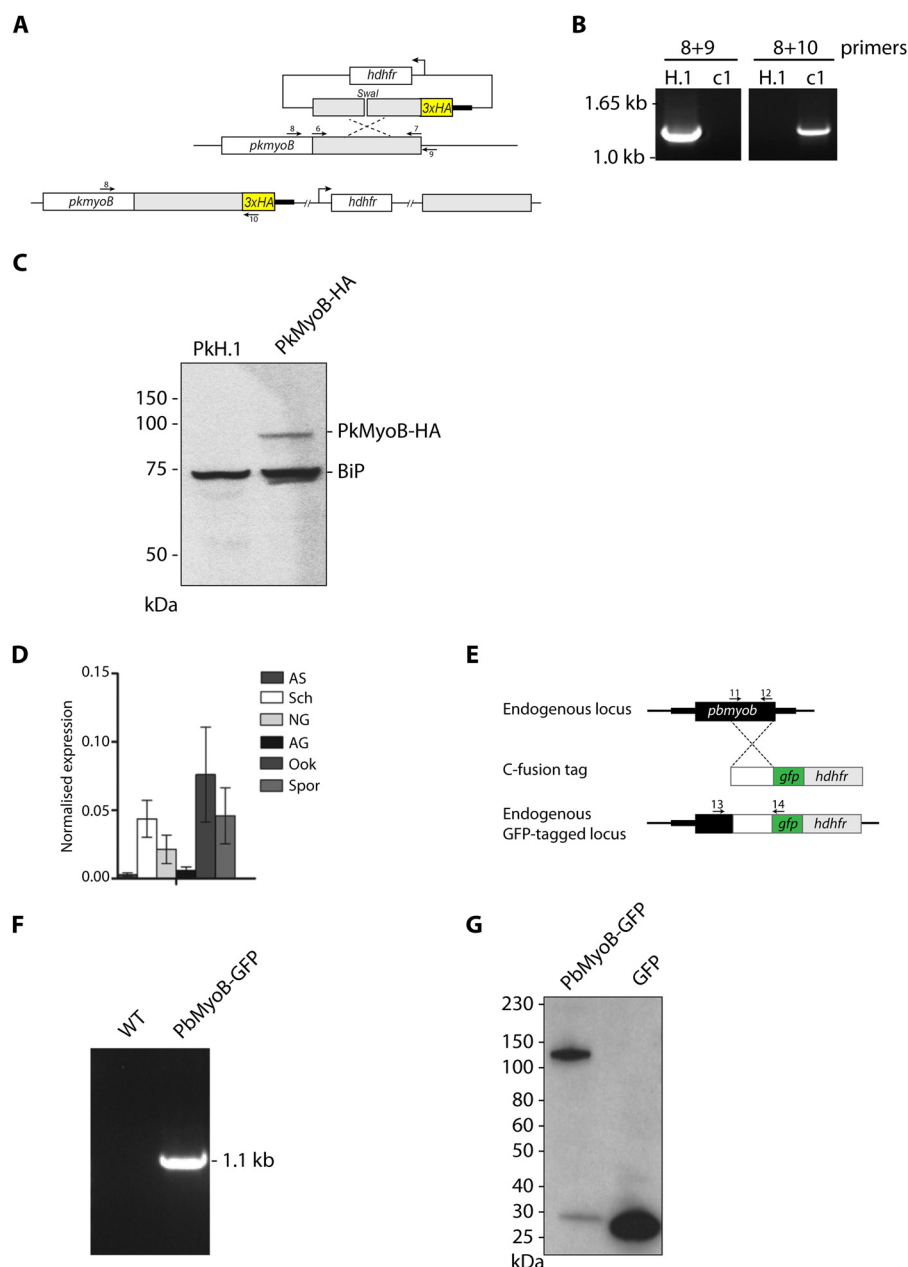 A
hdhfr
SwaI
3xHA
8
6
7
pkmyoB
9
8
pkmyoB
3xHA
10
//
hdhfr
//
B
8+9
8+10
primers
H.1
c1
H.1
c1
1.65 kb -
1.0 kb -
C
PkH.1
PkMyoB-HA
150 -
100 -
75 -
50 -
kDa
- PkMyoB-HA
- BiP
D
Normalised expression
0.15
0.10
0.05
0.00
AS
Sch
NG
AG
Ook
Spor
E
Endogenous locus
11
12
pbmyob
C-fusion tag
gfp
hdhfr
Endogenous
GFP-tagged locus
13
14
gfp
hdhfr
F
WT
PbMyoB-GFP
- 1.1 kb
G
PbMyoB-GFP
GFP
230
150
100
80
60
50
40
30
25
kDa